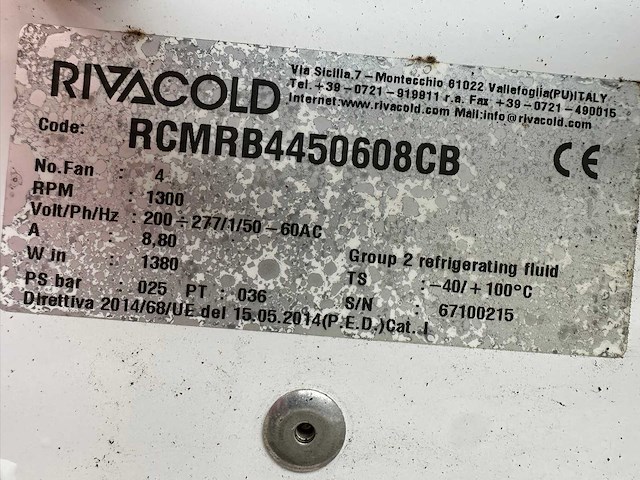 RIVACOLD
Via Sicilia,7 – Montecchio 61022 Vallefoglia(PU)ITALY
Tel. +39-0721-919911 r.a. Fax +39-0721-490015
Internet:www.rivacold.com Mail:info@rivacold.com
Code: RCMRB4450608CB CE
No.Fan : 4
RPM : 1300
Volt/Ph/Hz : 200 ÷ 277/1/50 – 60AC
A : 8,80
W in : 1380
Group 2 refrigerating fluid
TS : –40/+100°C
PS bar : 025 PT : 036
S/N : 67100215
Direttiva 2014/68/UE del 15.05.2014(P.E.D.)Cat. I